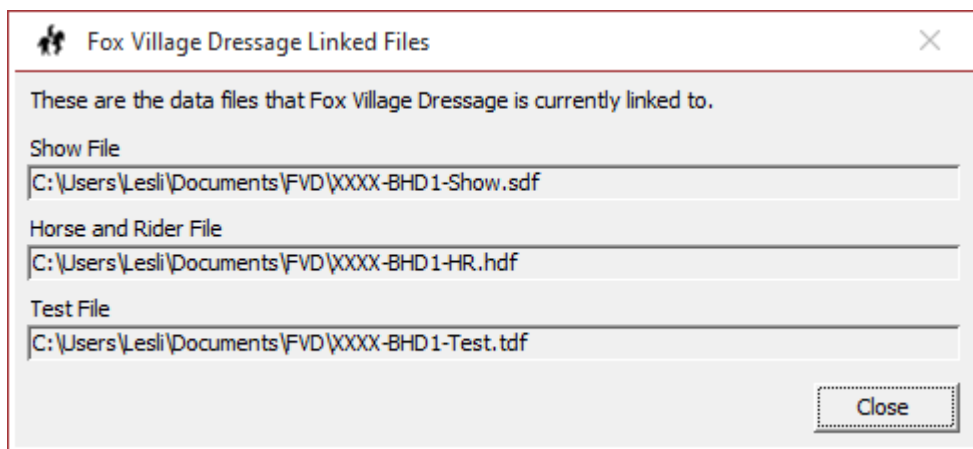 Fox Village Dressage Linked Files
These are the data files that Fox Village Dressage is currently linked to.
Show File
C:\Users\Lesli\Documents\FVD\XXXX-BHD1-Show.sdf
Horse and Rider File
C:\Users\Lesli\Documents\FVD\XXXX-BHD1-HR.hdf
Test File
C:\Users\Lesli\Documents\FVD\XXXX-BHD1-Test.tdf
Close